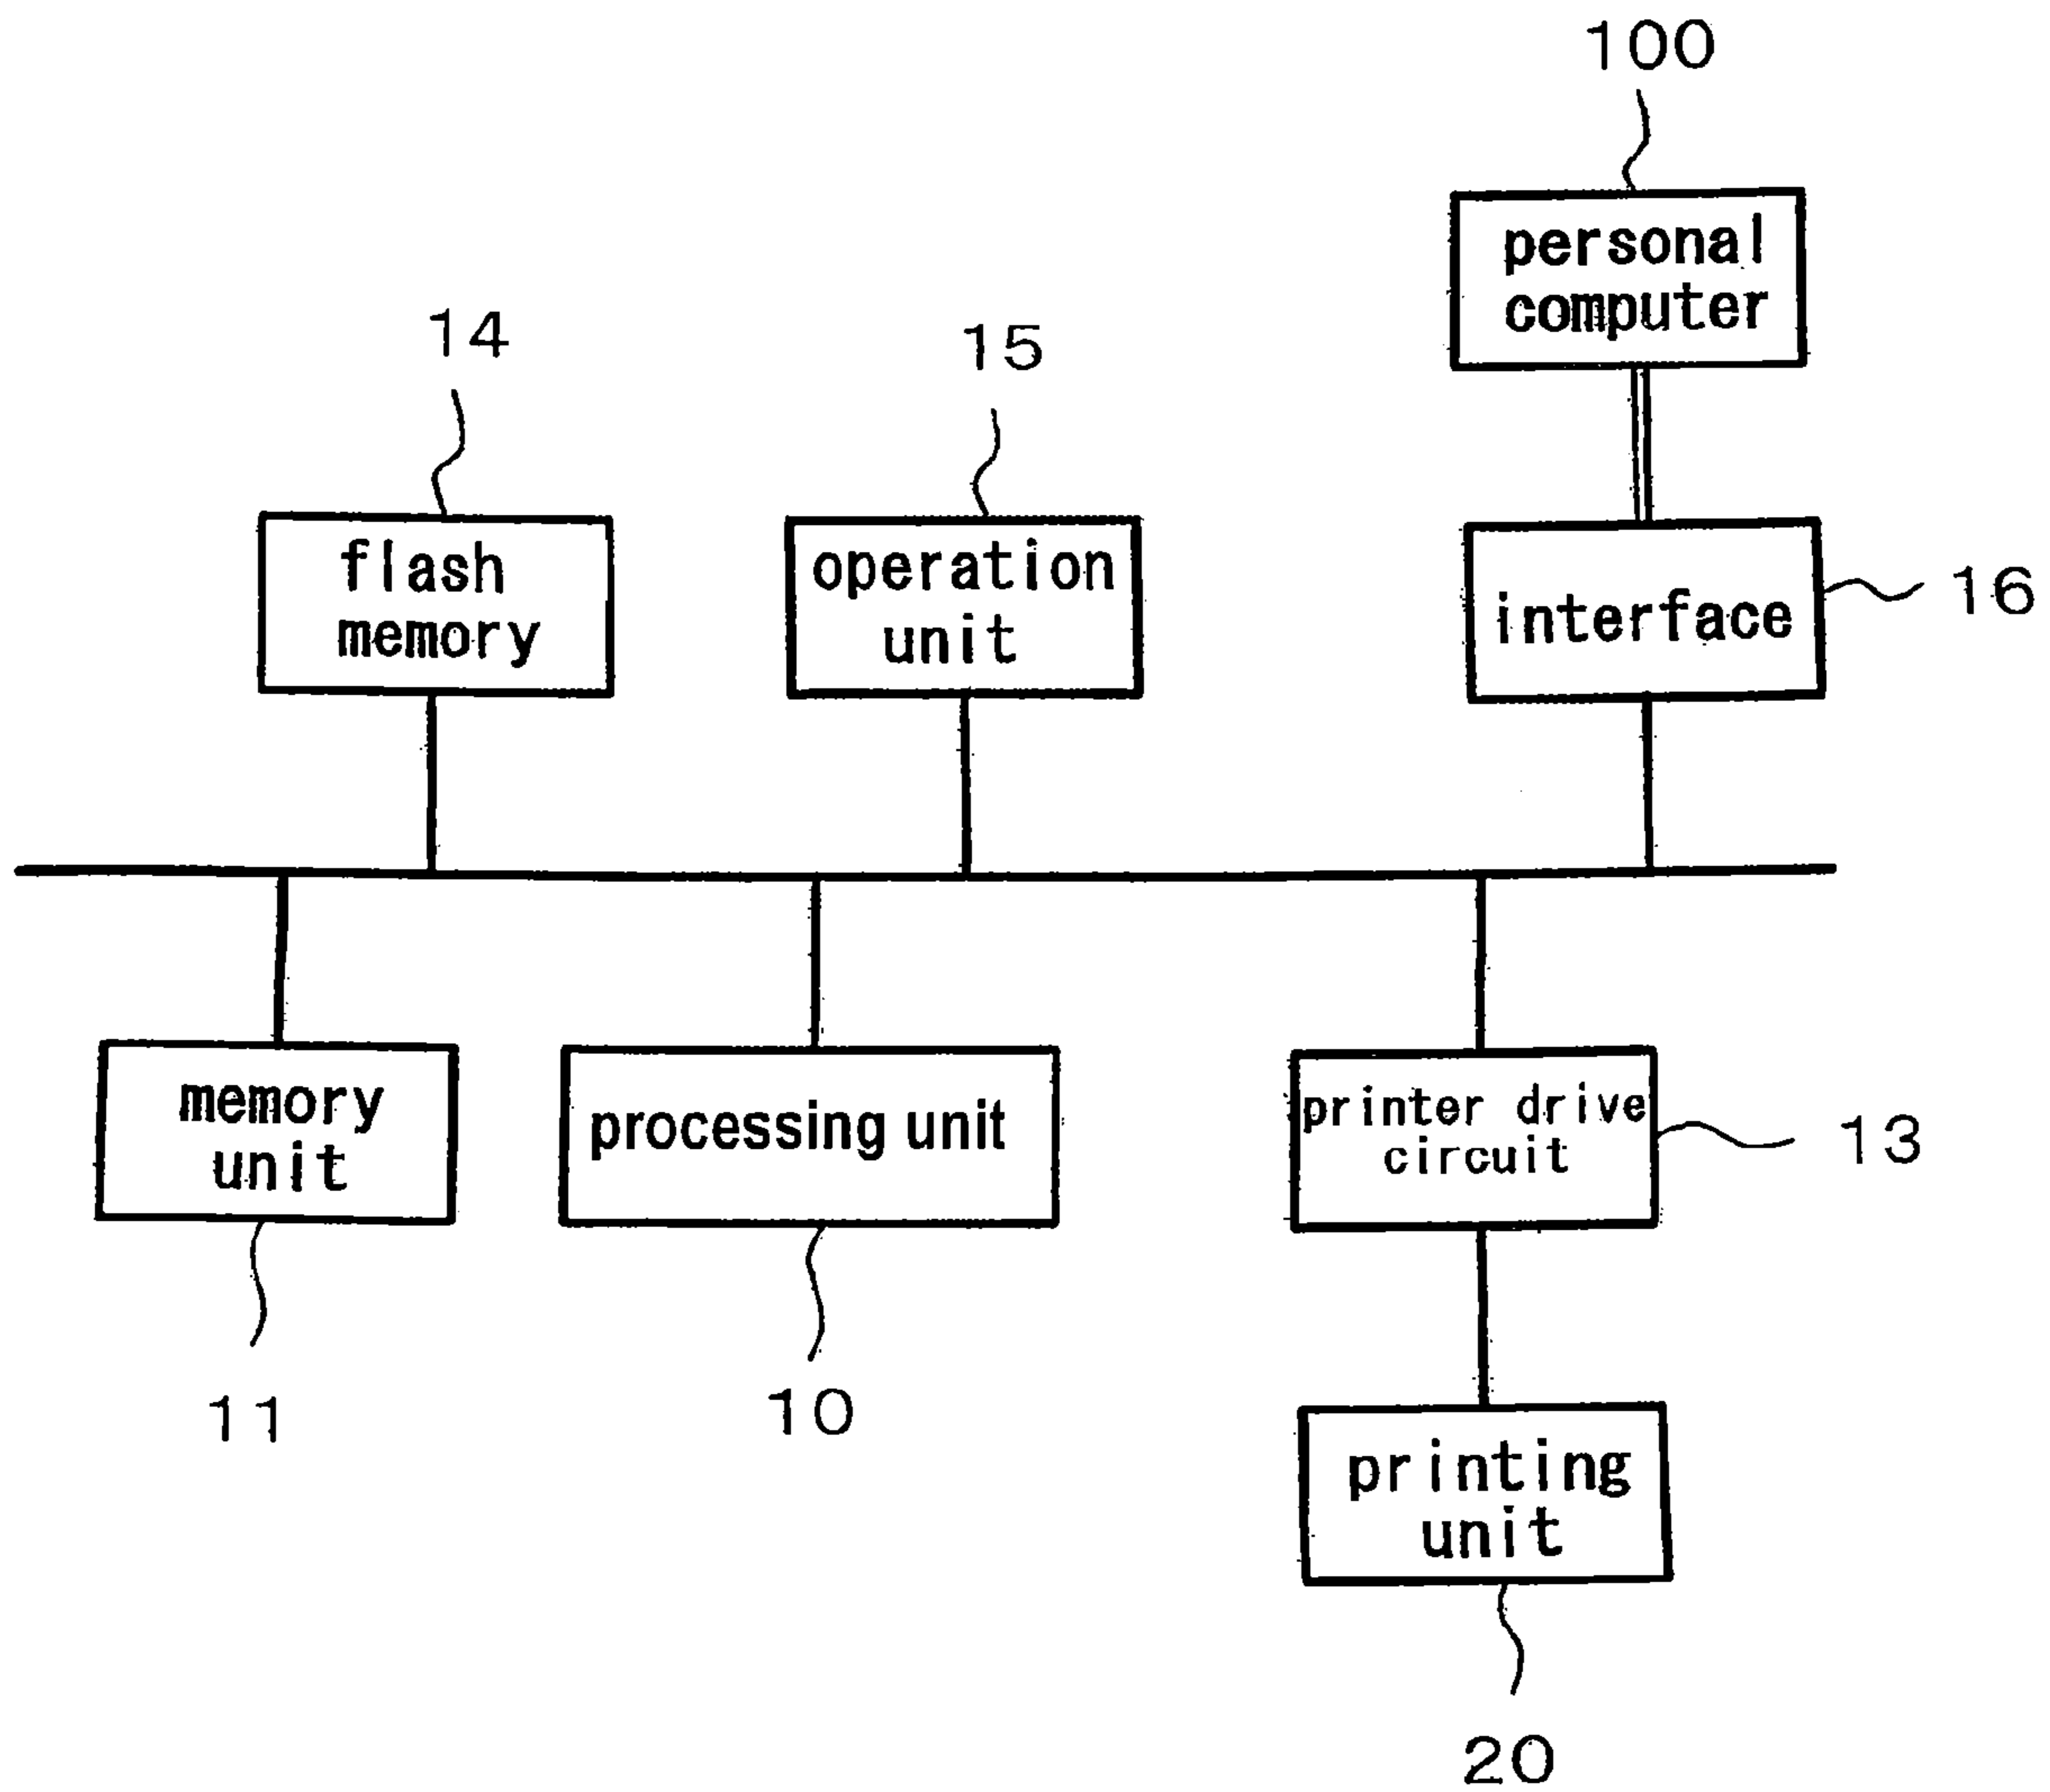 100
personal
computer
14
15
flash
memory
operation
unit
interface
16
memory
unit
processing unit
printer drive
circuit
13
11
10
printing
unit
20